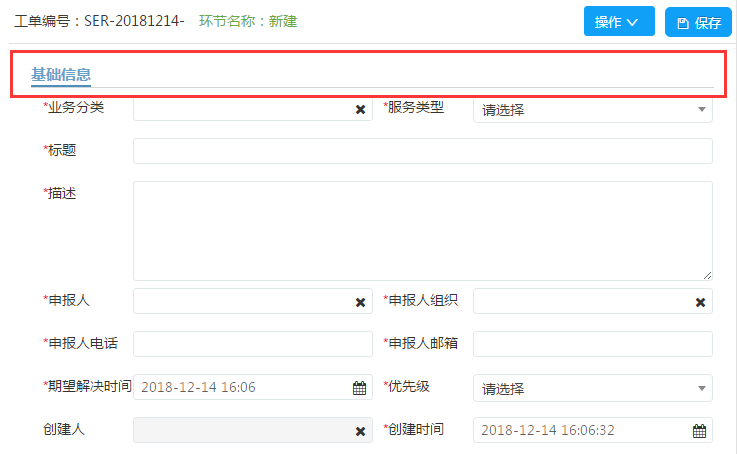 工单编号：SER-20181214- 环节名称：新建 操作 保存
基础信息
*业务分类 *服务类型 请选择
*标题
*描述
*申报人 *申报人组织
*申报人电话 *申报人邮箱
*期望解决时间 2018-12-14 16:06 *优先级 请选择
创建人 *创建时间 2018-12-14 16:06:32